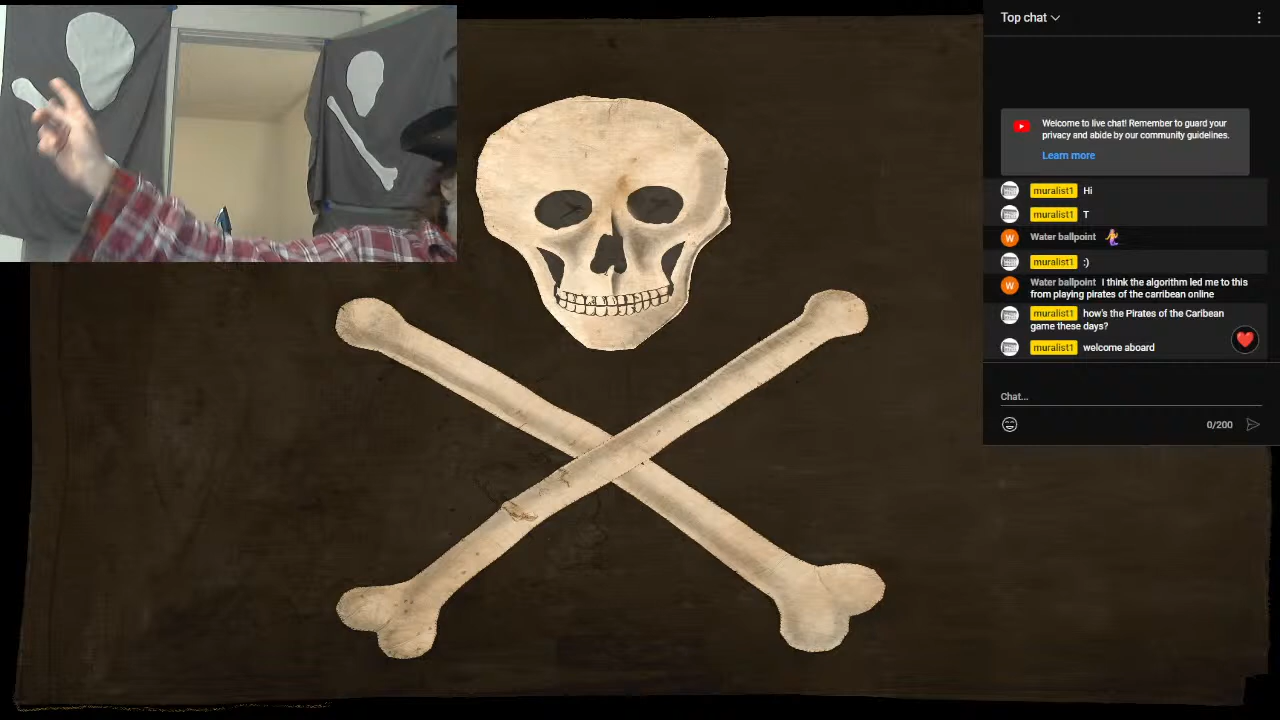 Top chat
Welcome to live chat! Remember to guard your
privacy and abide by our community guidelines.
Learn more
muralist1 Hi
muralist1 T
W Water ballpoint
muralist1 :)
W Water ballpoint I think the algorithm led me to this
from playing pirates of the carribean online
muralist1 how's the Pirates of the Caribean
game these days?
muralist1 welcome aboard
Chat...
0/200